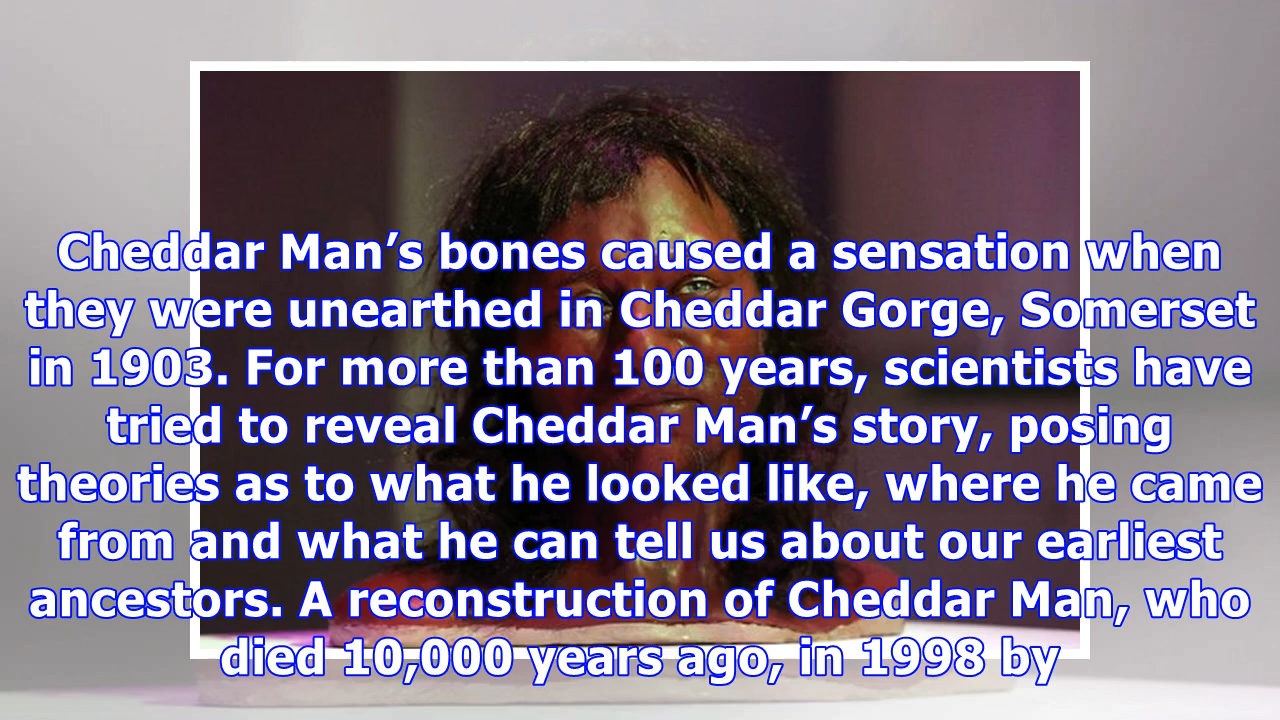 Cheddar Man’s bones caused a sensation when
they were unearthed in Cheddar Gorge, Somerset
in 1903. For more than 100 years, scientists have
tried to reveal Cheddar Man’s story, posing
theories as to what he looked like, where he came
from and what he can tell us about our earliest
ancestors. A reconstruction of Cheddar Man, who
died 10,000 years ago, in 1998 by